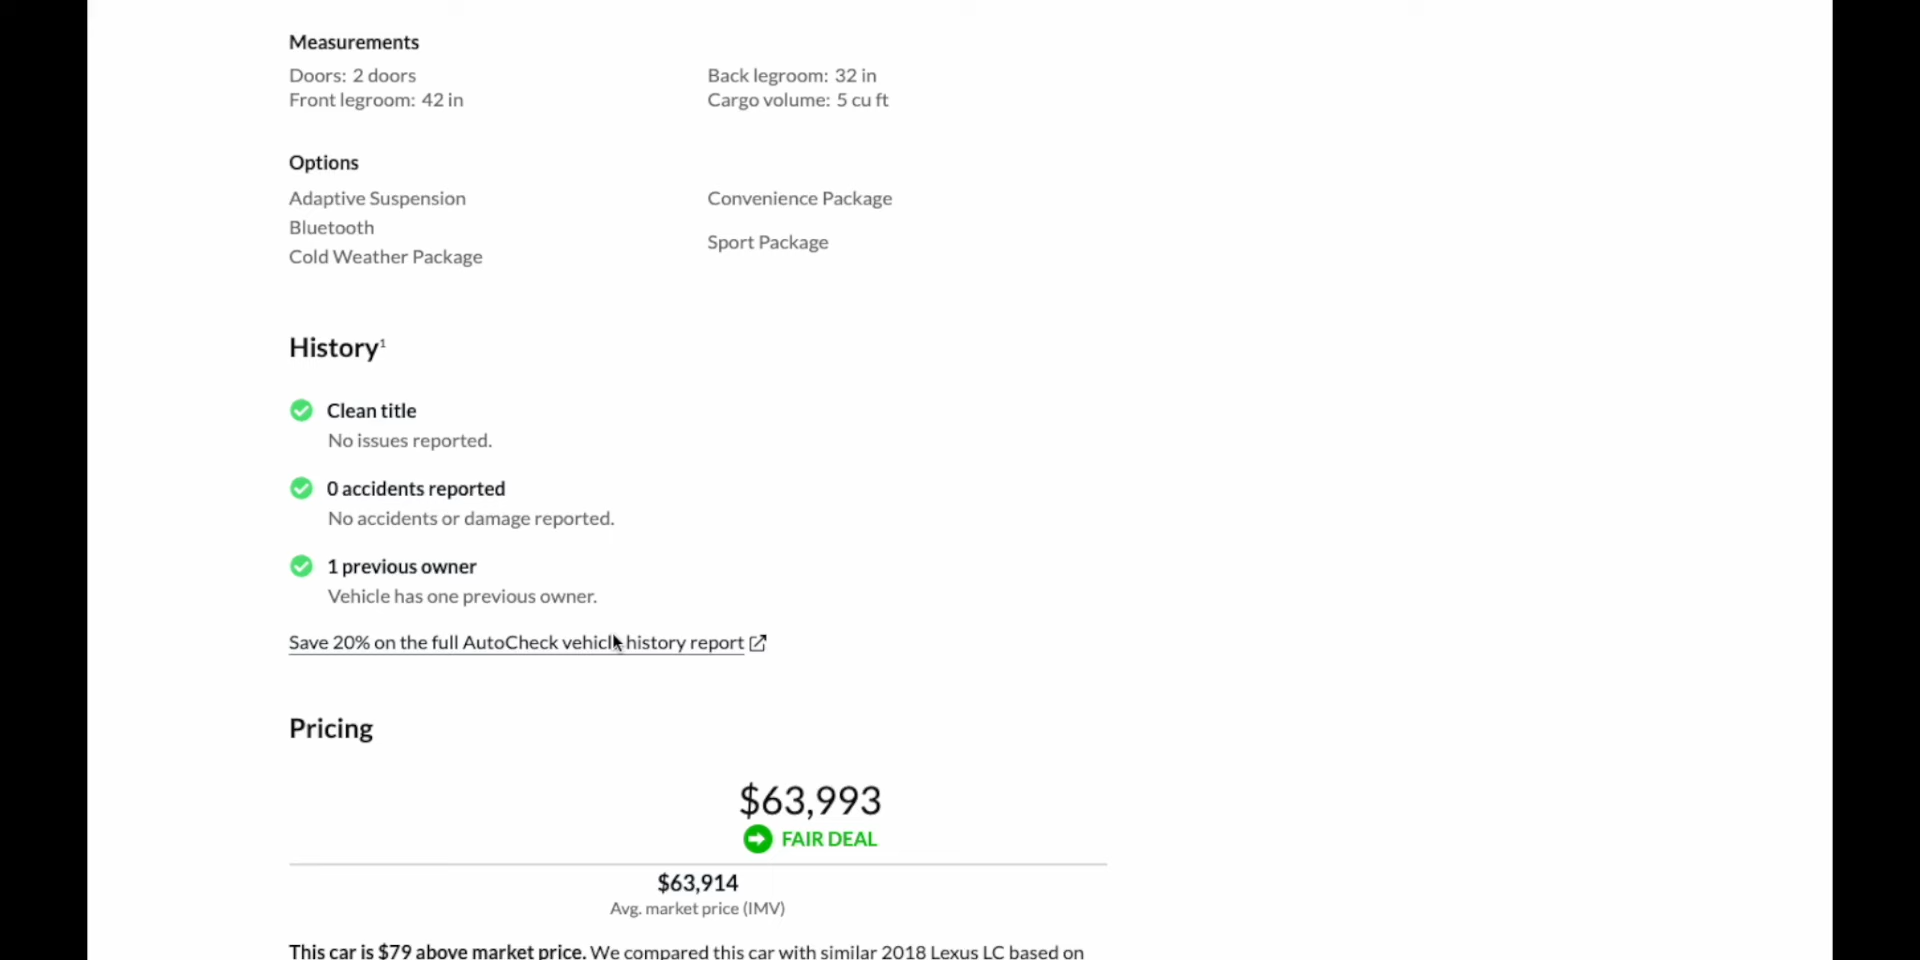 Measurements
Doors: 2 doors
Back legroom: 32 in
Front legroom: 42 in
Cargo volume: 5 cu ft
Options
Adaptive Suspension
Convenience Package
Bluetooth
Sport Package
Cold Weather Package
History¹
Clean title
No issues reported.
0 accidents reported
No accidents or damage reported.
1 previous owner
Vehicle has one previous owner.
Save 20% on the full AutoCheck vehicle history report
Pricing
$63,993
FAIR DEAL
$63,914
Avg. market price (IMV)
This car is $79 above market price. We compared this car with similar 2018 Lexus LC based on